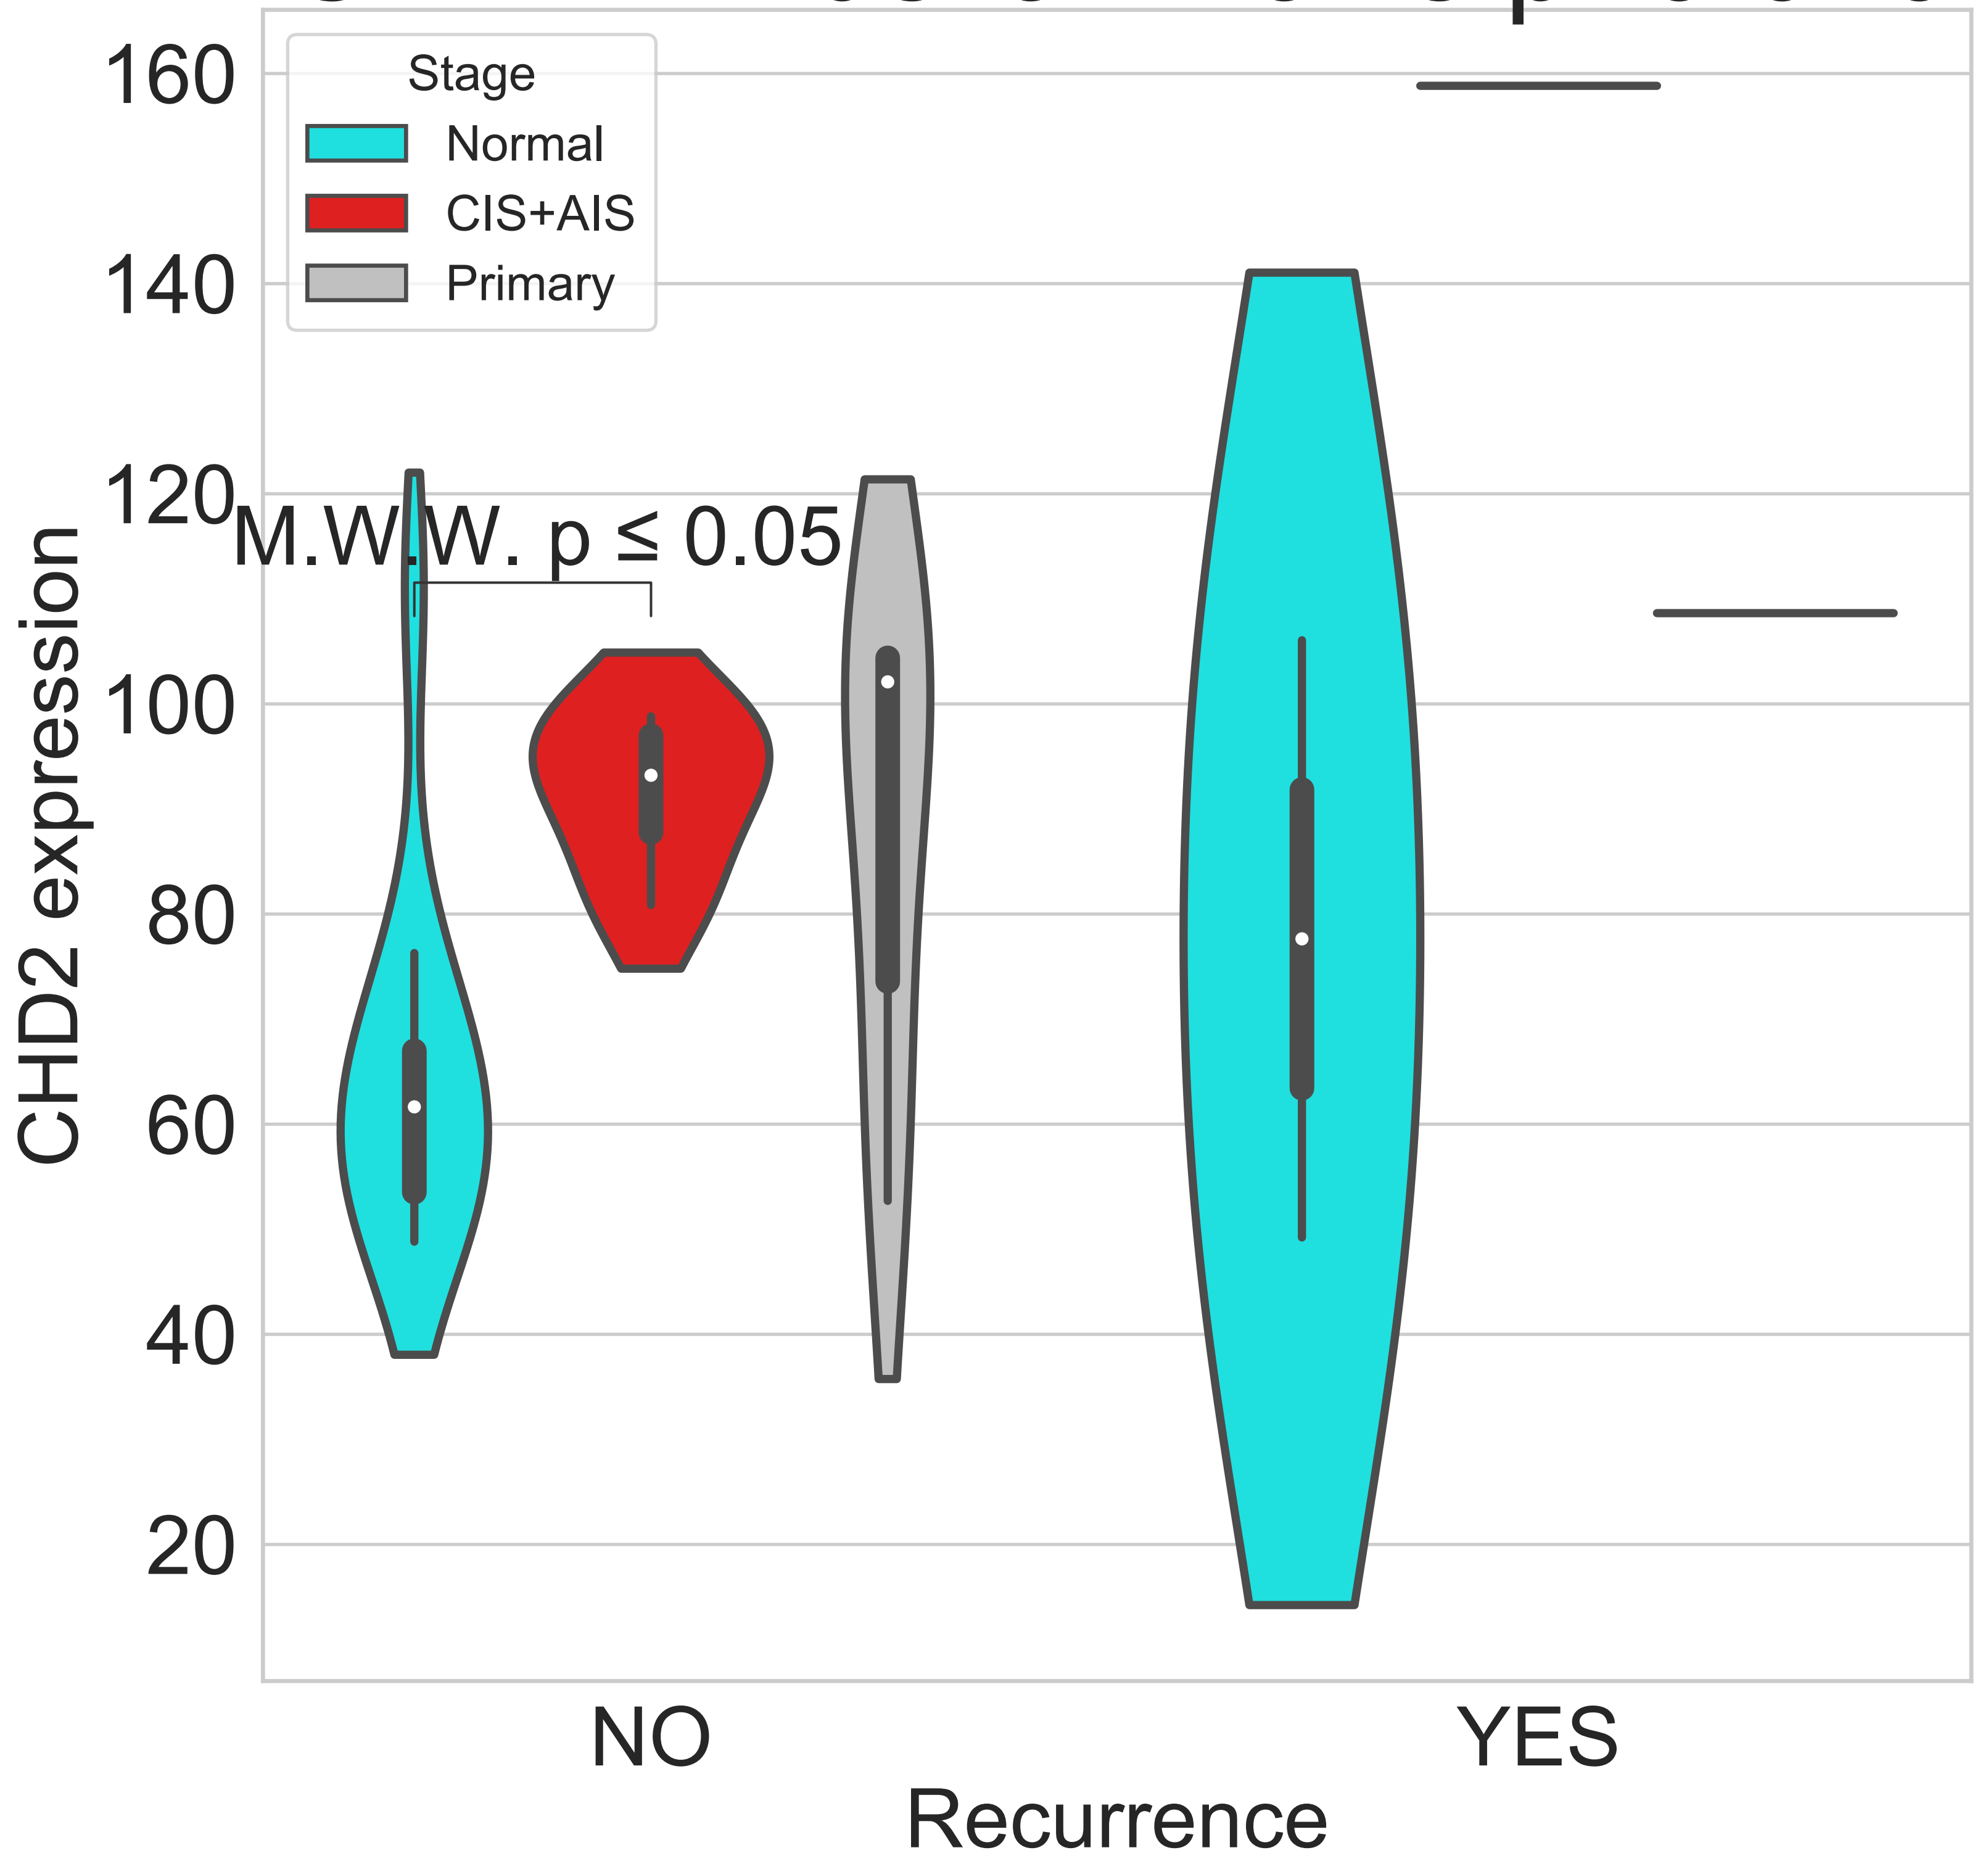 160
140
120
100
80
60
40
20
CHD2 expression
Stage
Normal
CIS+AIS
Primary
M.W.W. p ≤ 0.05
NO
YES
Recurrence